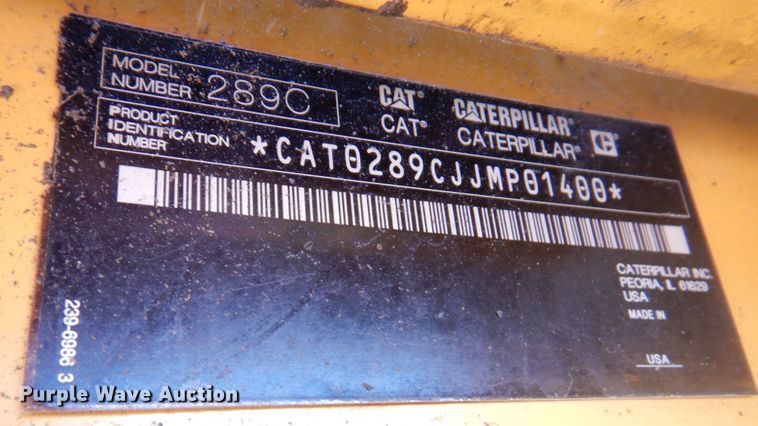 MODEL
NUMBER 289C
CAT CATERPILLAR
CAT® CATERPILLAR®
PRODUCT
IDENTIFICATION
NUMBER
*CAT0289CJJMP01400*
CATERPILLAR INC.
PEORIA, IL 61629
USA
MADE IN
USA
239-6986 3
Purple Wave Auction